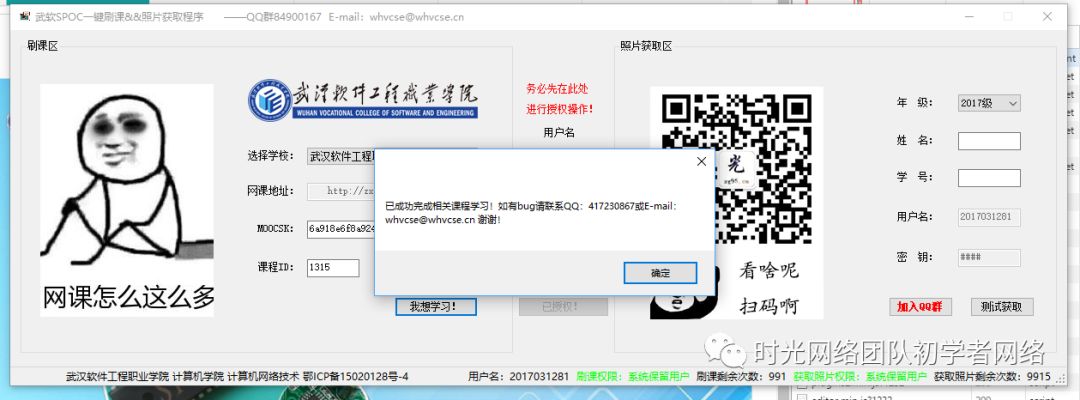 武软SPOC一键刷课&&照片获取程序 ——QQ群84900167 E-mail：whvcse@whvcse.cn
刷课区
网课怎么这么多
武汉软件工程职业学院
WUHAN VOCATIONAL COLLEGE OF SOFTWARE AND ENGINEERING
选择学校：
武汉软件工程
网课地址：
http://zx
MOOCSK：
6a918e6f8a924
课程ID：
1315
我想学习！
务必先在此处
进行授权操作！
用户名
已授权！
已成功完成相关课程学习！如有bug请联系QQ：417230867或E-mail：
whvcse@whvcse.cn 谢谢！
确定
照片获取区
光
看啥呢
扫码啊
年 级：
2017级
姓 名：
学 号：
用户名：
2017031281
密 钥：
####
加入QQ群
测试获取
时光网络团队初学者网络
武汉软件工程职业学院 计算机学院 计算机网络技术 鄂ICP备15020128号-4
用户名：2017031281
刷课权限：系统保留用户
刷课剩余次数：991
获取照片权限：系统保留用户
获取照片剩余次数：9915